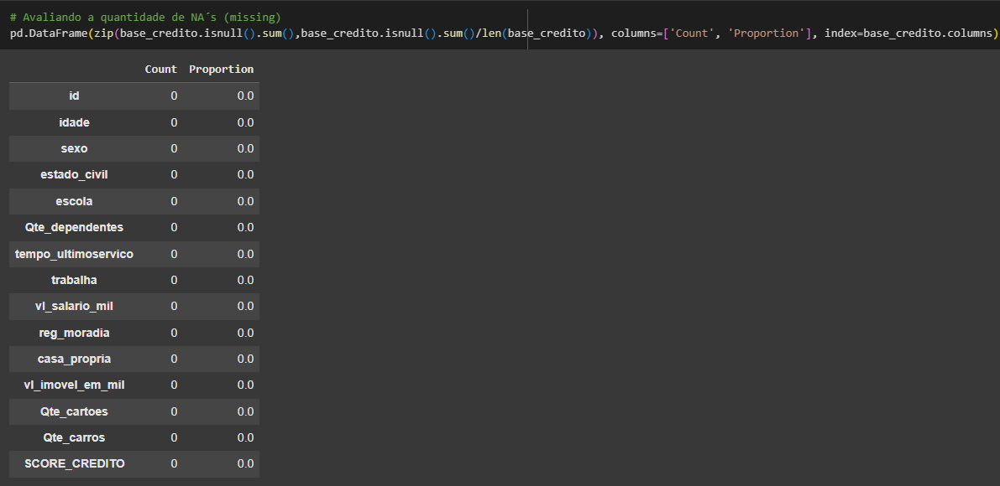 # Avaliando a quantidade de NA´s (missing)
pd.DataFrame(zip(base_credito.isnull().sum(),base_credito.isnull().sum()/len(base_credito)), columns=['Count', 'Proportion'], index=base_credito.columns)
Count Proportion
id 0 0.0
idade 0 0.0
sexo 0 0.0
estado_civil 0 0.0
escola 0 0.0
Qte_dependentes 0 0.0
tempo_ultimoservico 0 0.0
trabalha 0 0.0
vl_salario_mil 0 0.0
reg_moradia 0 0.0
casa_propria 0 0.0
vl_imovel_em_mil 0 0.0
Qte_cartoes 0 0.0
Qte_carros 0 0.0
SCORE_CREDITO 0 0.0